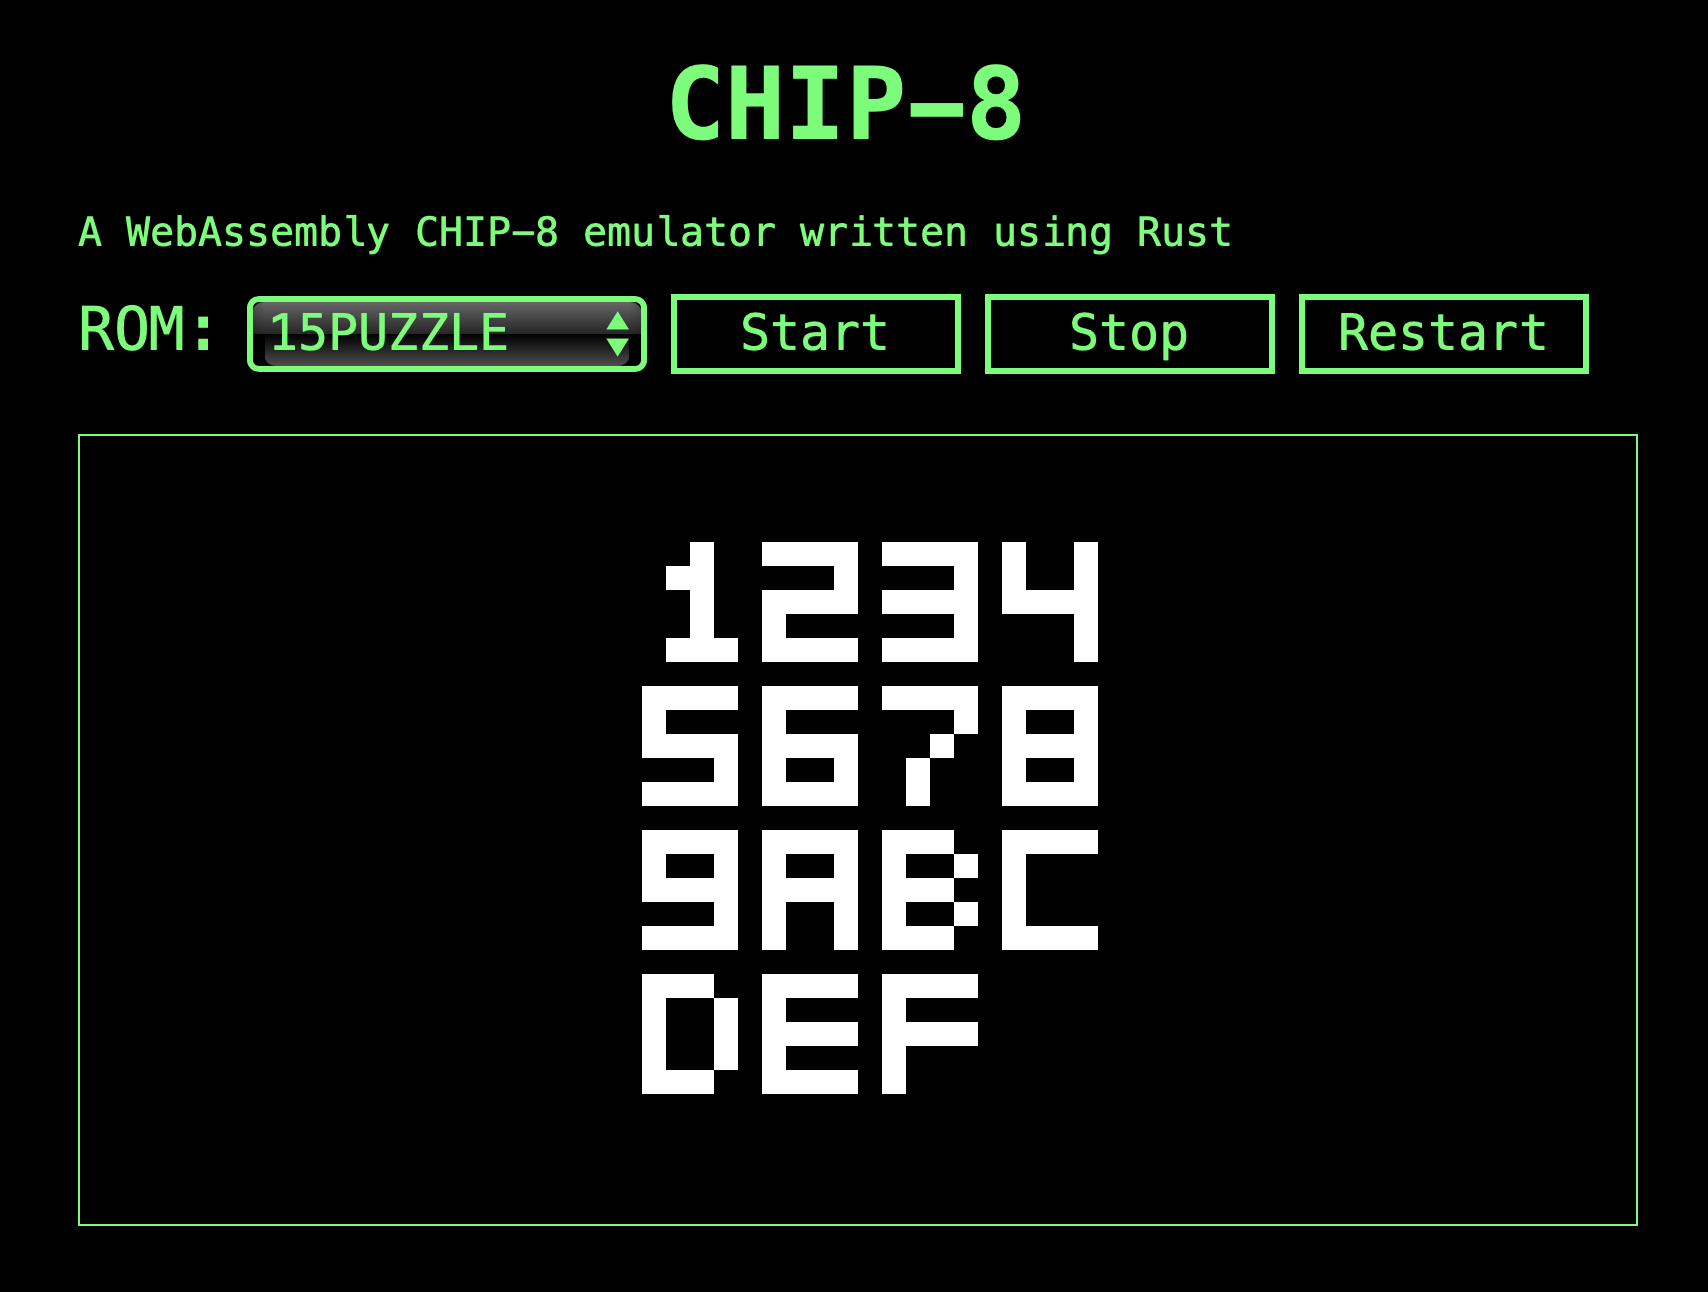 CHIP-8
A WebAssembly CHIP-8 emulator written using Rust
ROM: 15PUZZLE Start Stop Restart
1234
5678
9ABC
DEF